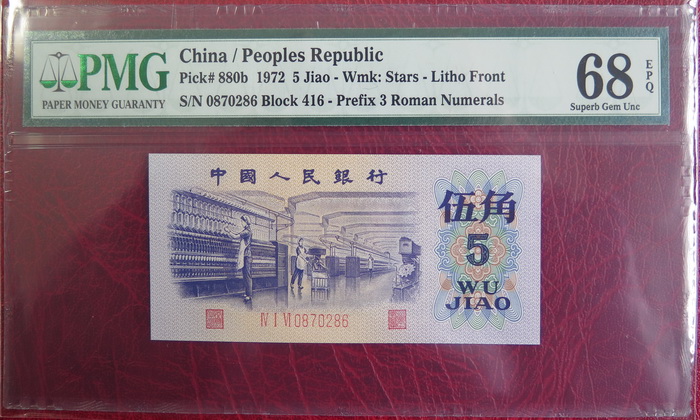 PMG
PAPER MONEY GUARANTY
China / Peoples Republic
Pick# 880b 1972 5 Jiao - Wmk: Stars - Litho Front
S/N 0870286 Block 416 - Prefix 3 Roman Numerals
68 EPQ
Superb Gem Unc
中國人民銀行
伍角
5
WU
JIAO
IV I VI 0870286